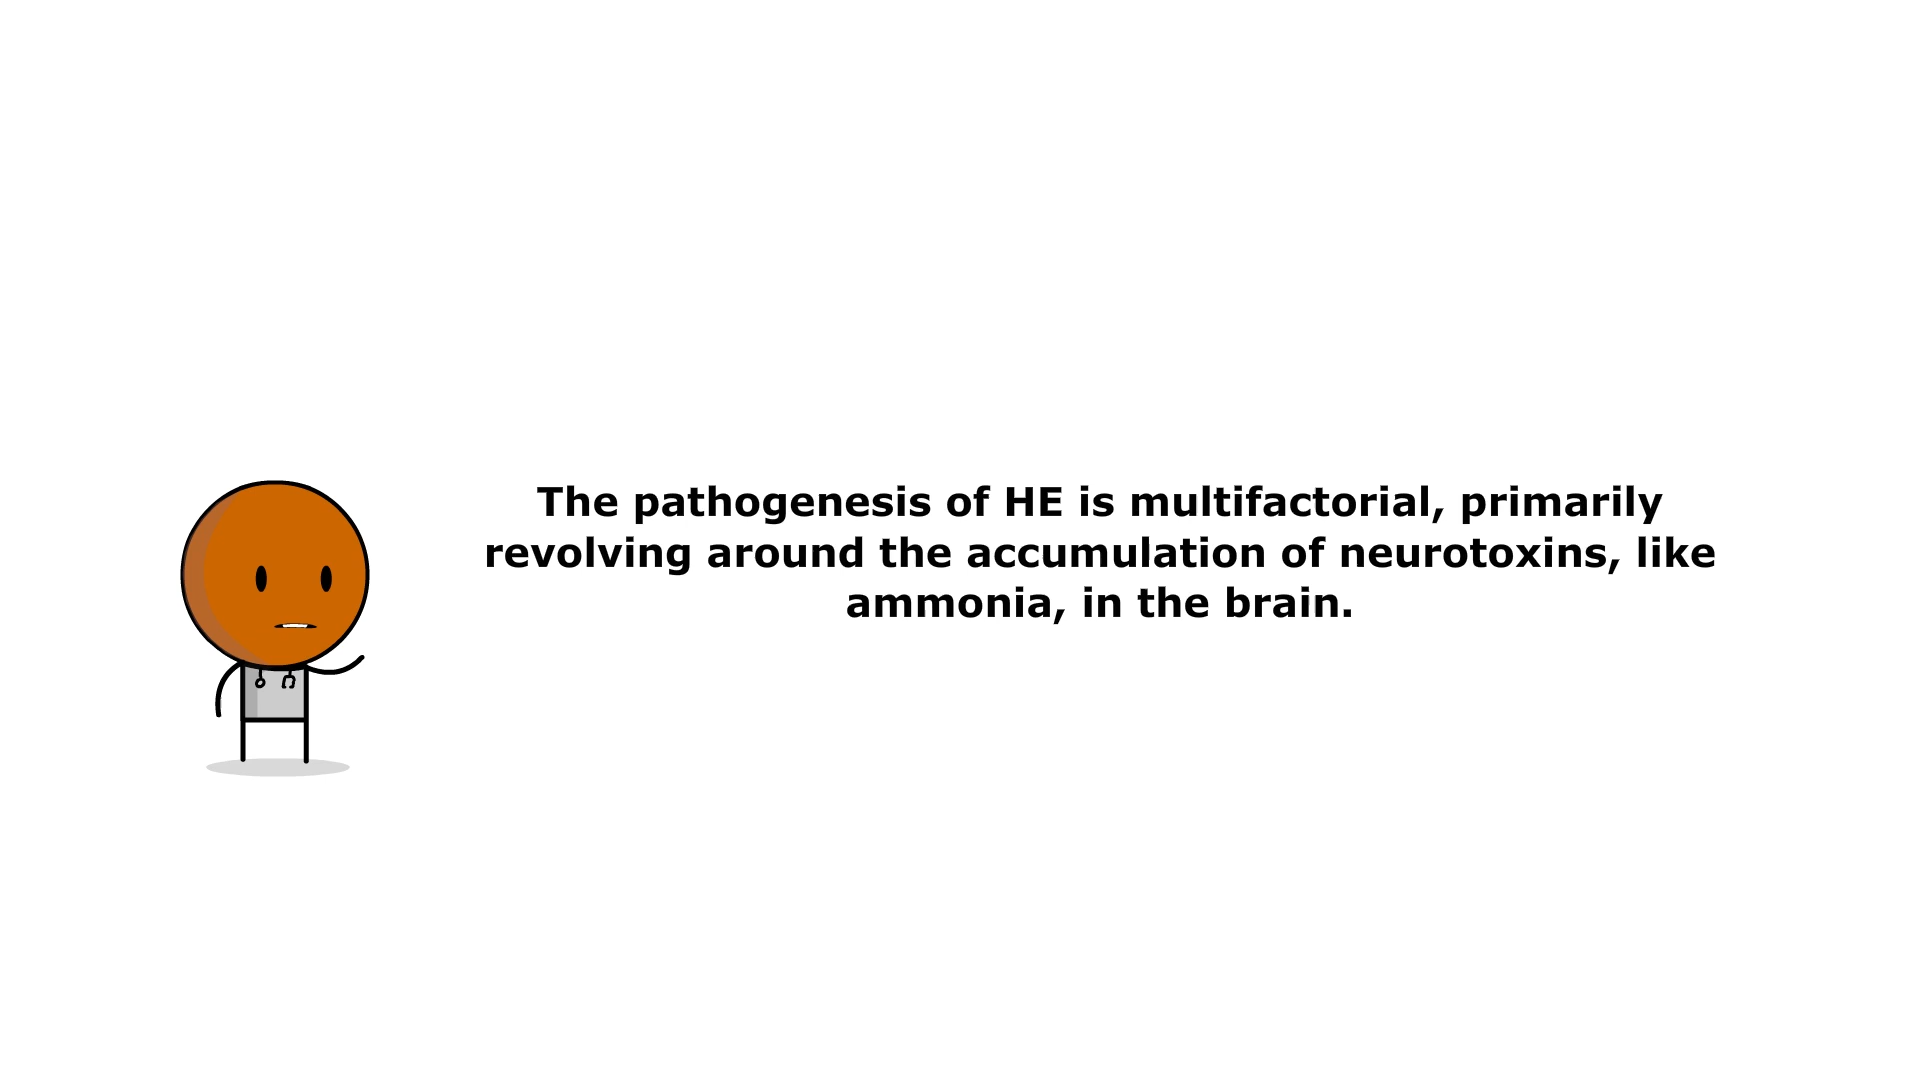 The pathogenesis of HE is multifactorial, primarily
revolving around the accumulation of neurotoxins, like
ammonia, in the brain.